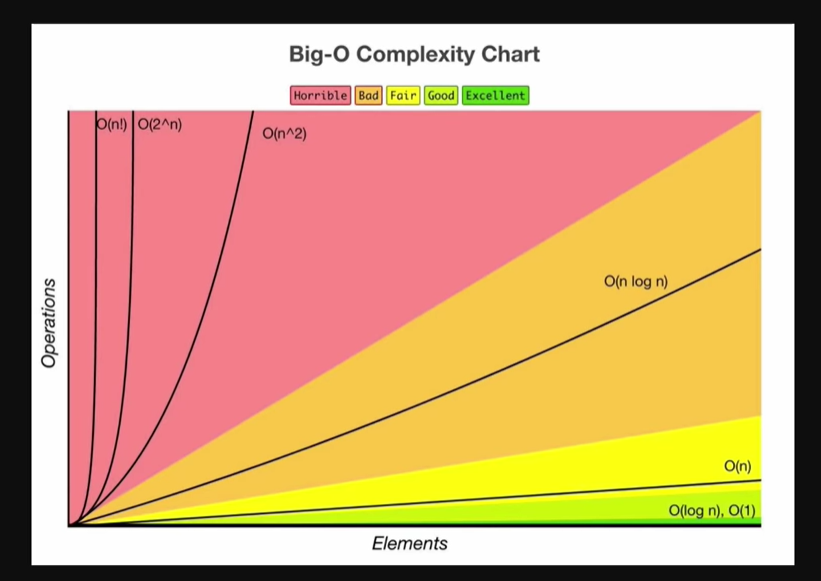 Big-O Complexity Chart
Horrible Bad Fair Good Excellent
O(n!) O(2^n)
O(n^2)
O(n log n)
O(n)
O(log n), O(1)
Operations
Elements